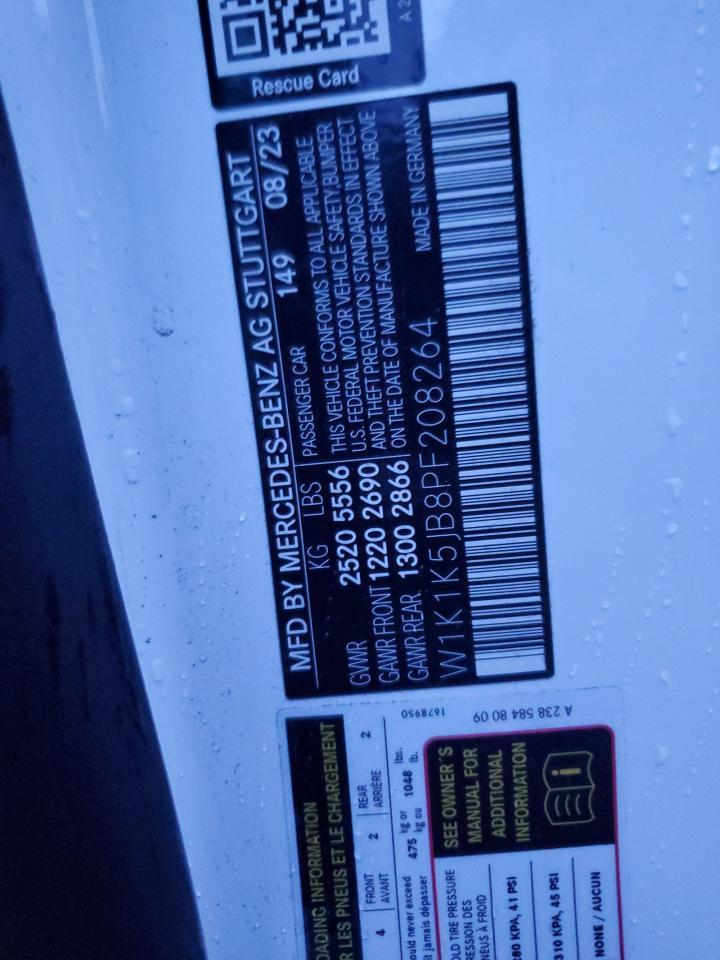 A 2
Rescue Card
MFD BY MERCEDES-BENZ AG STUTTGART
KG LBS PASSENGER CAR 149 08/23
GVWR 2520 5556 THIS VEHICLE CONFORMS TO ALL APPLICABLE
U.S. FEDERAL MOTOR VEHICLE SAFETY,BUMPER
GAWR FRONT 1220 2690 AND THEFT PREVENTION STANDARDS IN EFFECT
GAWR REAR 1300 2866 ON THE DATE OF MANUFACTURE SHOWN ABOVE
W1K1K5JB8PF208264 MADE IN GERMANY
1678950
A 238 584 80 09
OADING INFORMATION
R LES PNEUS ET LE CHARGEMENT
4 FRONT 2 REAR 2
AVANT ARRIÈRE
ould never exceed 475 kg or 1048 lbs.
it jamais dépasser kg ou lb.
OLD TIRE PRESSURE
RESSION DES
NEUS À FROID
280 KPA, 41 PSI
310 KPA, 45 PSI
NONE / AUCUN
SEE OWNER'S
MANUAL FOR
ADDITIONAL
INFORMATION